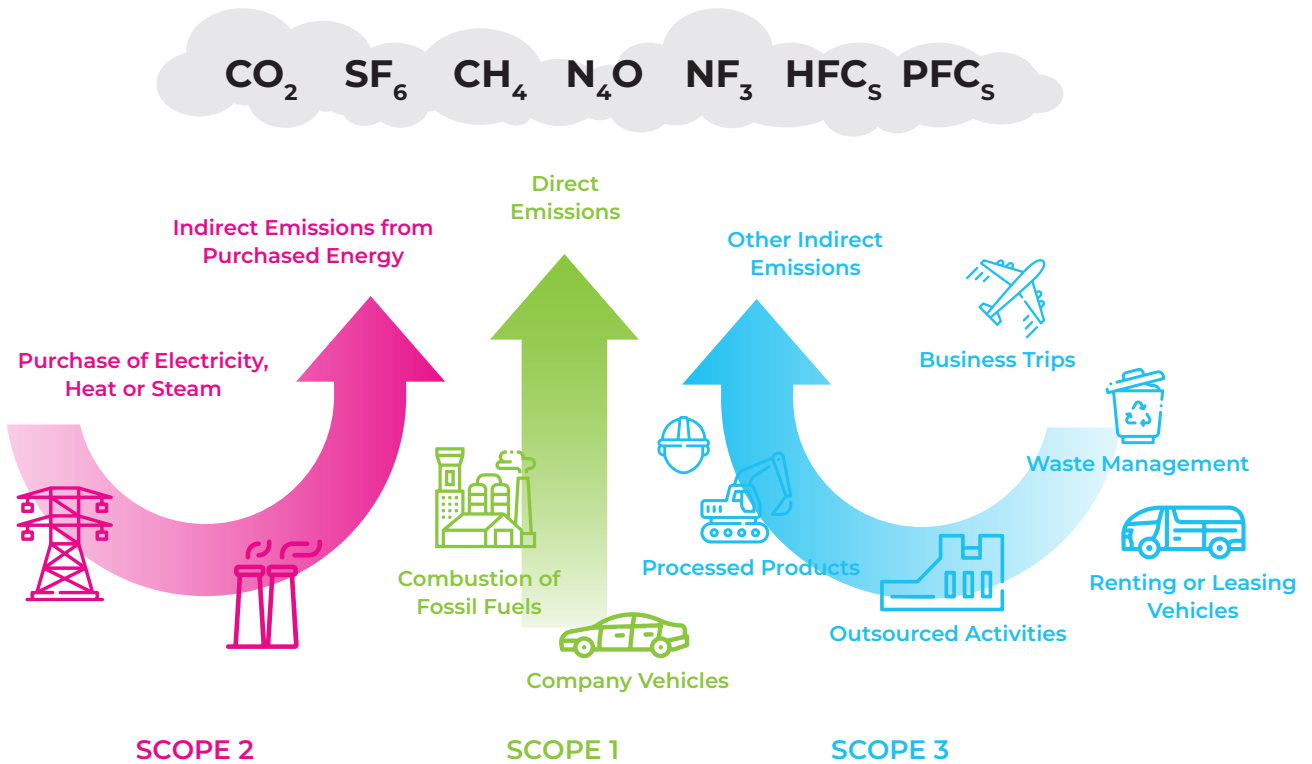 CO₂ SF₆ CH₄ N₄O NF₃ HFCₛ PFCₛ
Direct
Emissions
Indirect Emissions from
Purchased Energy
Other Indirect
Emissions
Purchase of Electricity,
Heat or Steam
Business Trips
Waste Management
Combustion of
Fossil Fuels
Processed Products
Renting or Leasing
Vehicles
Outsourced Activities
Company Vehicles
SCOPE 2
SCOPE 1
SCOPE 3